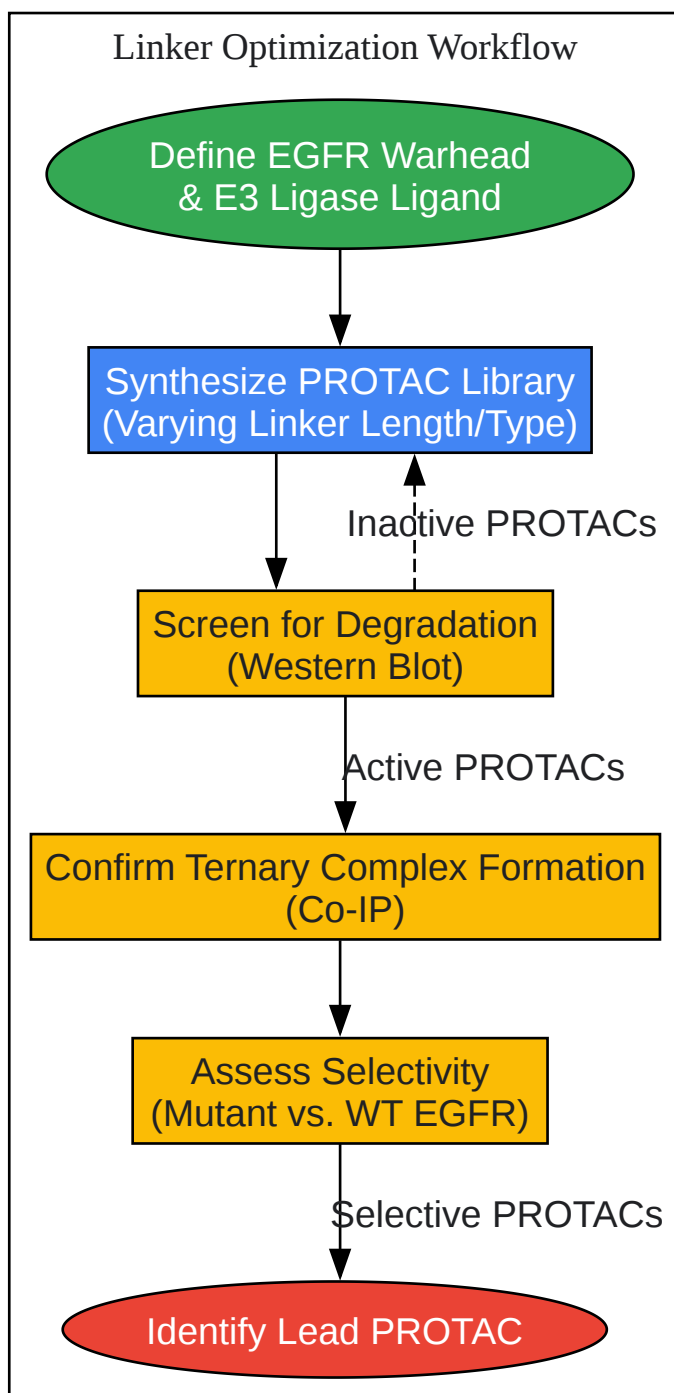 Linker Optimization Workflow
Define EGFR Warhead
& E3 Ligase Ligand
Synthesize PROTAC Library
(Varying Linker Length/Type)
Inactive PROTACs
Screen for Degradation
(Western Blot)
Active PROTACs
Confirm Ternary Complex Formation
(Co-IP)
Assess Selectivity
(Mutant vs. WT EGFR)
Selective PROTACs
Identify Lead PROTAC